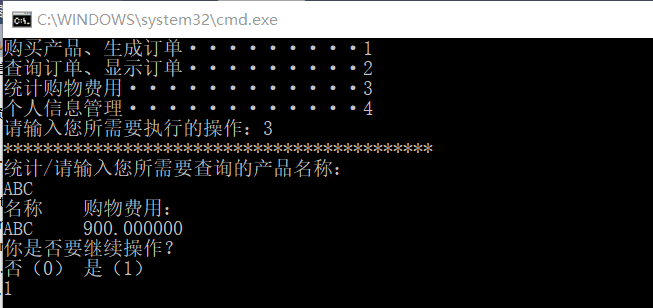 C:\WINDOWS\system32\cmd.exe
购买产品、生成订单·········1
查询订单、显示订单·········2
统计购物费用············3
个人信息管理············4
请输入您所需要执行的操作：3
*******************************************
统计/请输入您所需要查询的产品名称：
ABC
名称    购物费用：
ABC     900.000000
你是否要继续操作？
否（0） 是（1）
1